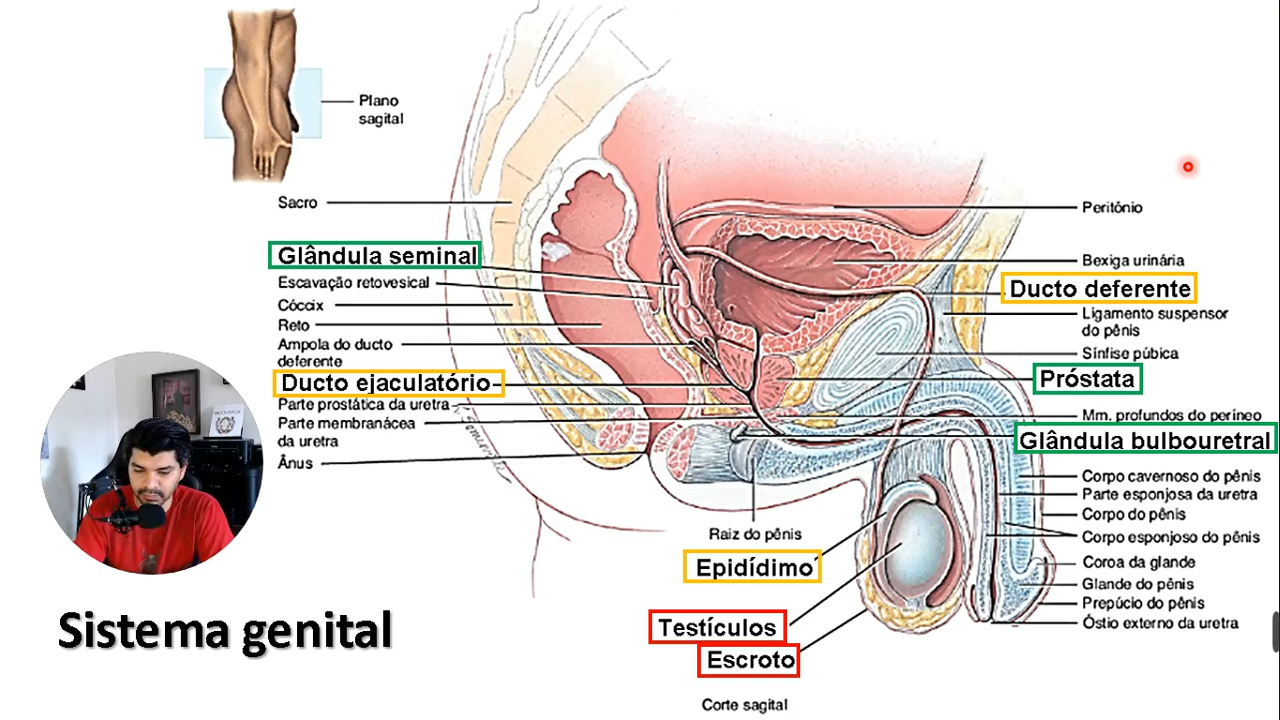 Plano
sagital
Sacro
Glândula seminal
Escavação retovesical
Cóccix
Reto
Ampola do ducto
deferente
Ducto ejaculatório
Parte prostática da uretra
Parte membranácea
da uretra
Ânus
Peritônio
Bexiga urinária
Ducto deferente
Ligamento suspensor
do pênis
Sínfise púbica
Próstata
Mm. profundos do períneo
Glândula bulbouretral
Corpo cavernoso do pênis
Parte esponjosa da uretra
Corpo do pênis
Corpo esponjoso do pênis
Coroa da glande
Glande do pênis
Prepúcio do pênis
Óstio externo da uretra
Raiz do pênis
Epidídimo
Testículos
Escroto
Sistema genital
Corte sagital